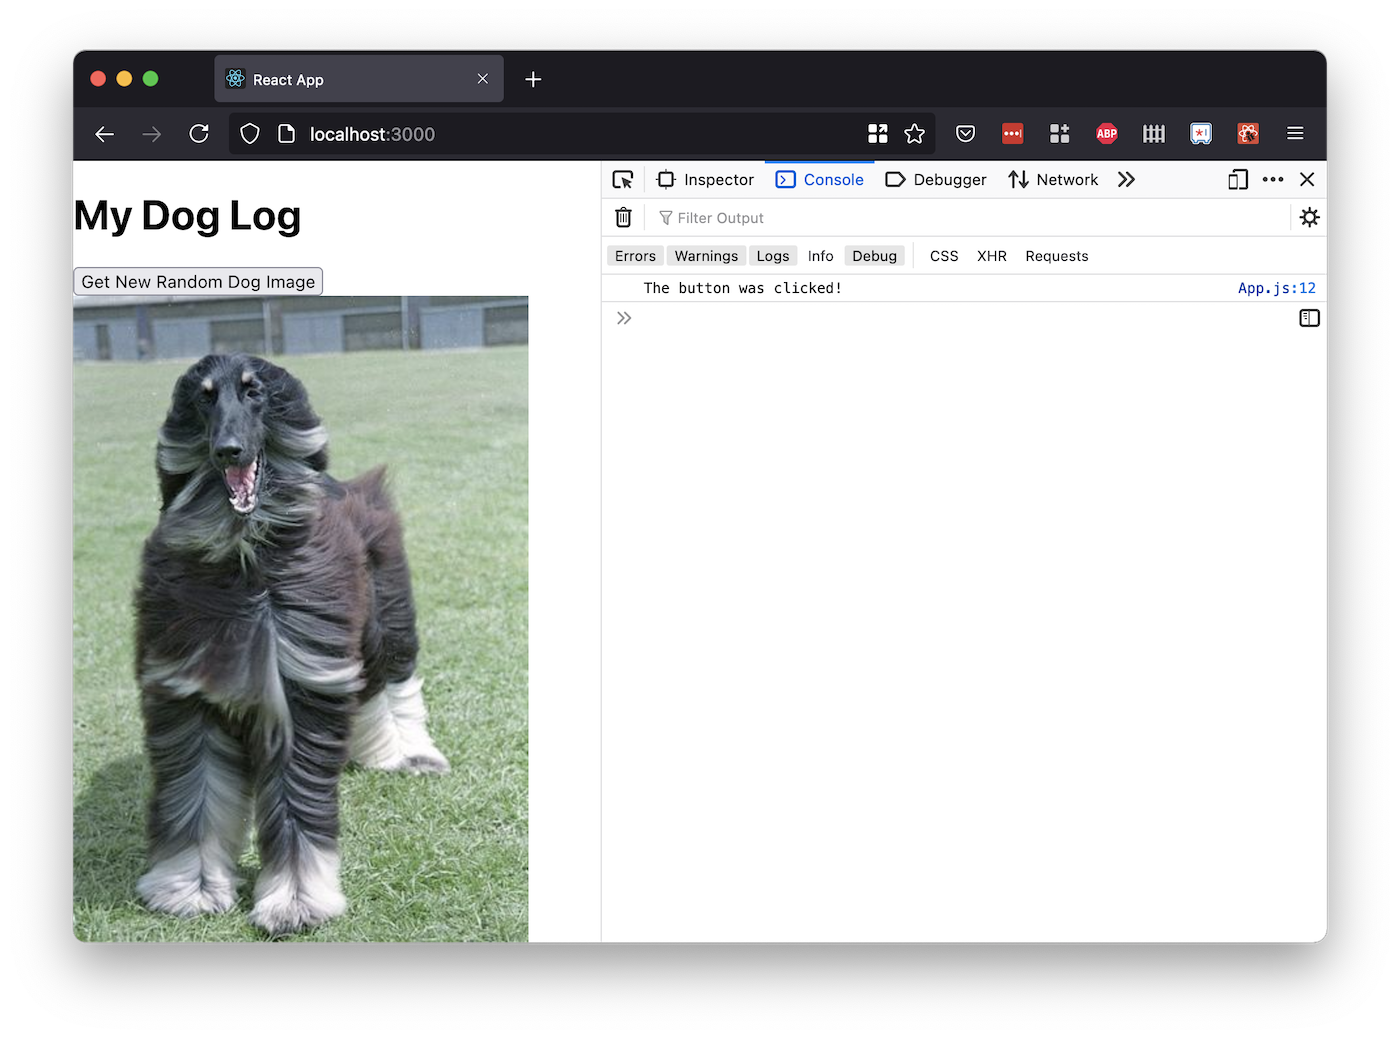 React App
localhost:3000
ABP
My Dog Log
Get New Random Dog Image
Inspector Console Debugger Network
Filter Output
Errors Warnings Logs Info Debug CSS XHR Requests
The button was clicked! App.js:12